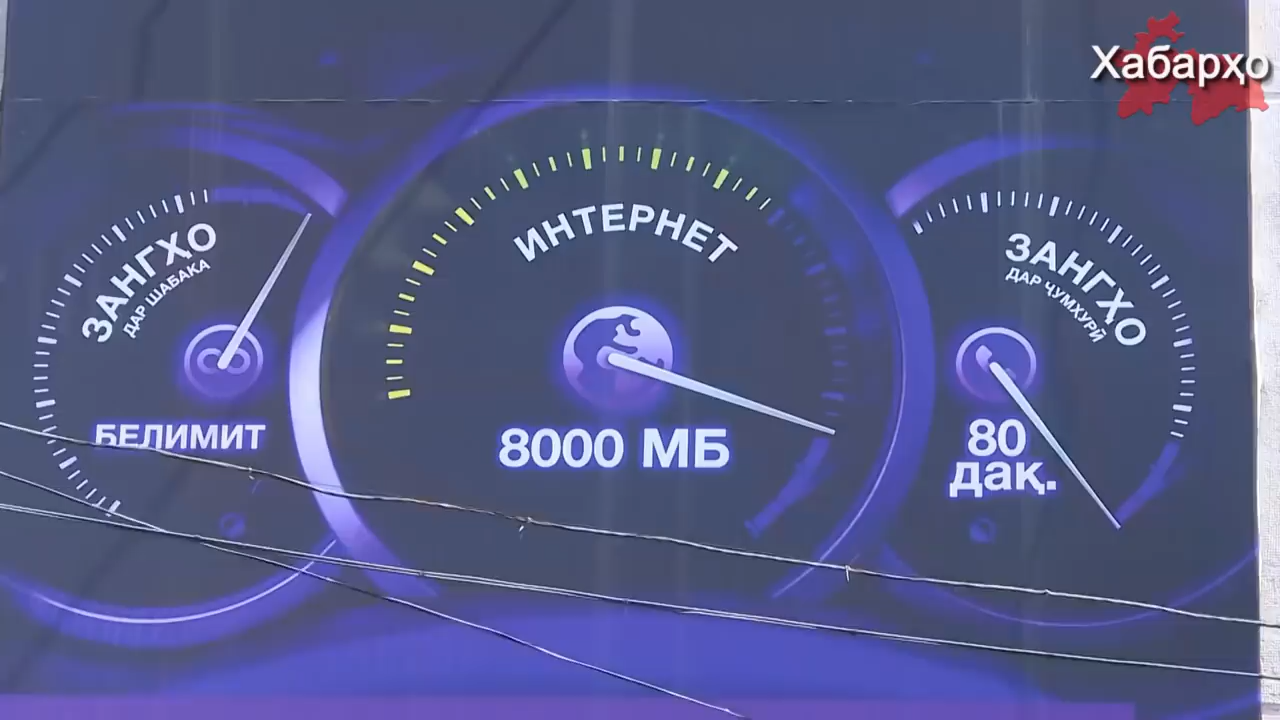 Хабарҳо
ЗАНГҲО
ДАР ШАБАКА
БЕЛИМИТ
ИНТЕРНЕТ
8000 МБ
ЗАНГҲО
ДАР ҶУМҲУРӢ
80
дақ.